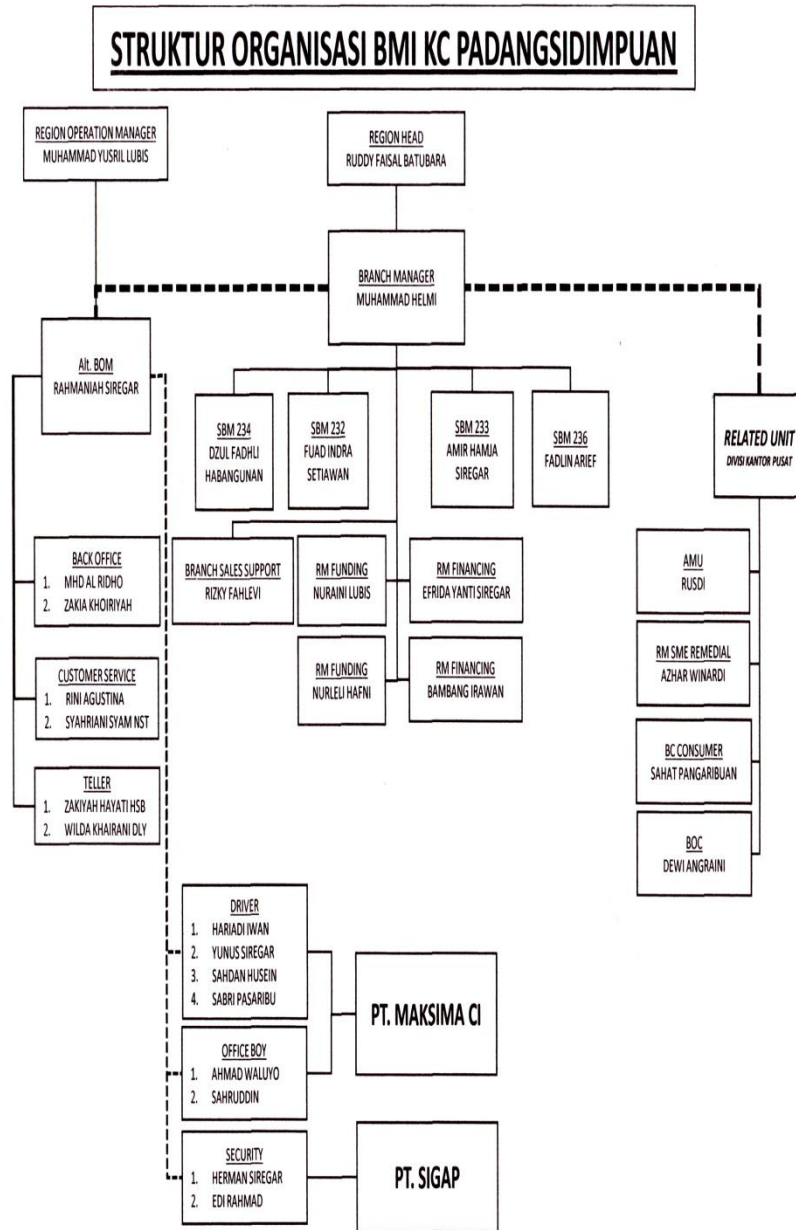 STRUKTUR ORGANISASI BMI KC PADANGSIDIMPUAN
REGION OPERATION MANAGER
MUHAMMAD YUSRIL LUBIS
REGION HEAD
RUDDY FAISAL BATUBARA
BRANCH MANAGER
MUHAMMAD HELMI
Alt. BOM
RAHMANIAH SIREGAR
SBM 234
DZUL FADHLI
HABANGUNAN
SBM 232
FUAD INDRA
SETIAWAN
SBM 233
AMIR HAMJA
SIREGAR
SBM 236
FADLIN ARIEF
RELATED UNIT
DIVISI KANTOR PUSAT
BACK OFFICE
1. MHD AL RIDHO
2. ZAKIA KHOIRIYAH
BRANCH SALES SUPPORT
RIZKY FAHLEVI
RM FUNDING
NURAINI LUBIS
RM FINANCING
EFRIDA YANTI SIREGAR
AMU
RUSDI
CUSTOMER SERVICE
1. RINI AGUSTINA
2. SYAHRIANI SYAM NST
RM FUNDING
NURLELI HAFNI
RM FINANCING
BAMBANG IRAWAN
RM SME REMEDIAL
AZHAR WINARDI
TELLER
1. ZAKIYAH HAYATI HSB
2. WILDA KHAIRANI DLY
BC CONSUMER
SAHAT PANGARIBUAN
BOC
DEWI ANGRAINI
DRIVER
1. HARIADI IWAN
2. YUNUS SIREGAR
3. SAHDAN HUSEIN
4. SABRI PASARIBU
PT. MAKSIMA CI
OFFICE BOY
1. AHMAD WALUYO
2. SAHRUDDIN
SECURITY
1. HERMAN SIREGAR
2. EDI RAHMAD
PT. SIGAP